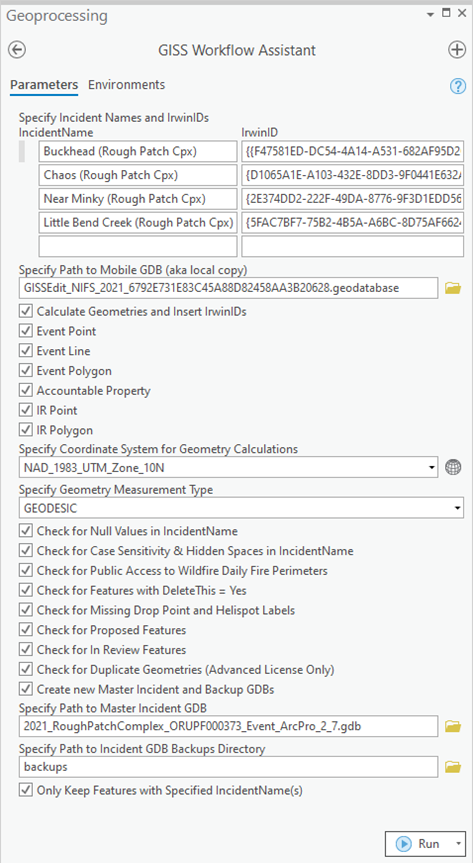 Geoprocessing
GISS Workflow Assistant
Parameters Environments
Specify Incident Names and IrwinIDs
IncidentName IrwinID
Buckhead (Rough Patch Cpx) {{F47581ED-DC54-4A14-A531-682AF95D2
Chaos (Rough Patch Cpx) {D1065A1E-A103-432E-8DD3-9F0441E632A
Near Minky (Rough Patch Cpx) {2E374DD2-222F-49DA-8776-9F3D1EDD56
Little Bend Creek (Rough Patch Cpx) {5FAC7BF7-75B2-4B5A-A6BC-8D75AF6624
Specify Path to Mobile GDB (aka local copy)
GISSEdit_NIFS_2021_6792E731E83C45A88D82458AA3B20628.geodatabase
Calculate Geometries and Insert IrwinIDs
Event Point
Event Line
Event Polygon
Accountable Property
IR Point
IR Polygon
Specify Coordinate System for Geometry Calculations
NAD_1983_UTM_Zone_10N
Specify Geometry Measurement Type
GEODESIC
Check for Null Values in IncidentName
Check for Case Sensitivity & Hidden Spaces in IncidentName
Check for Public Access to Wildfire Daily Fire Perimeters
Check for Features with DeleteThis = Yes
Check for Missing Drop Point and Helispot Labels
Check for Proposed Features
Check for In Review Features
Check for Duplicate Geometries (Advanced License Only)
Create new Master Incident and Backup GDBs
Specify Path to Master Incident GDB
2021_RoughPatchComplex_ORUPF000373_Event_ArcPro_2_7.gdb
Specify Path to Incident GDB Backups Directory
backups
Only Keep Features with Specified IncidentName(s)
Run